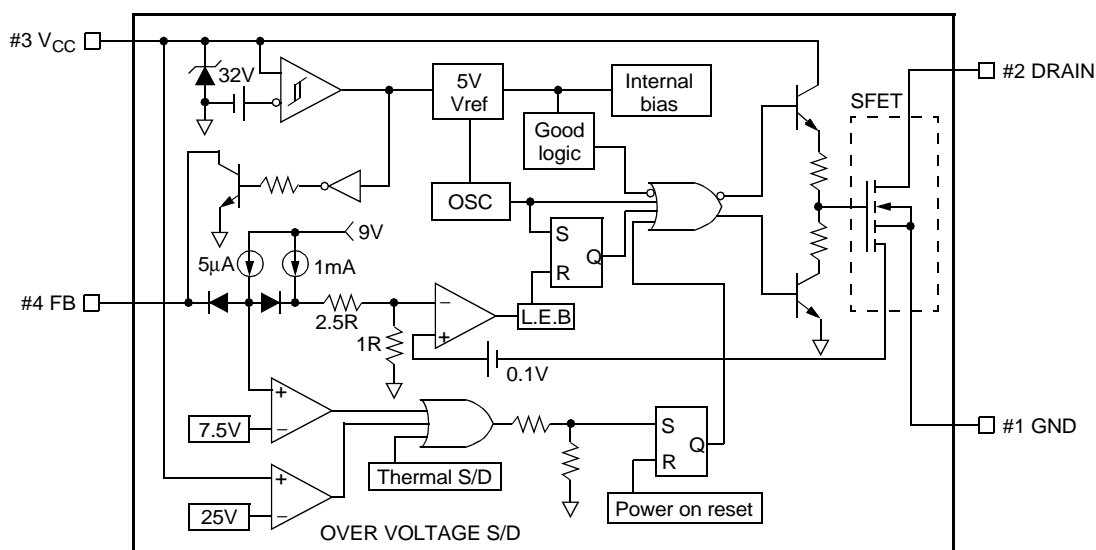 #3 VCC
32V
5V
Vref
Internal
bias
#2 DRAIN
SFET
Good
logic
OSC
9V
5µA
1mA
S
Q
R
#4 FB
2.5R
−
+
L.E.B
1R
0.1V
+
−
7.5V
S
Q
R
#1 GND
Thermal S/D
+
−
25V
Power on reset
OVER VOLTAGE S/D